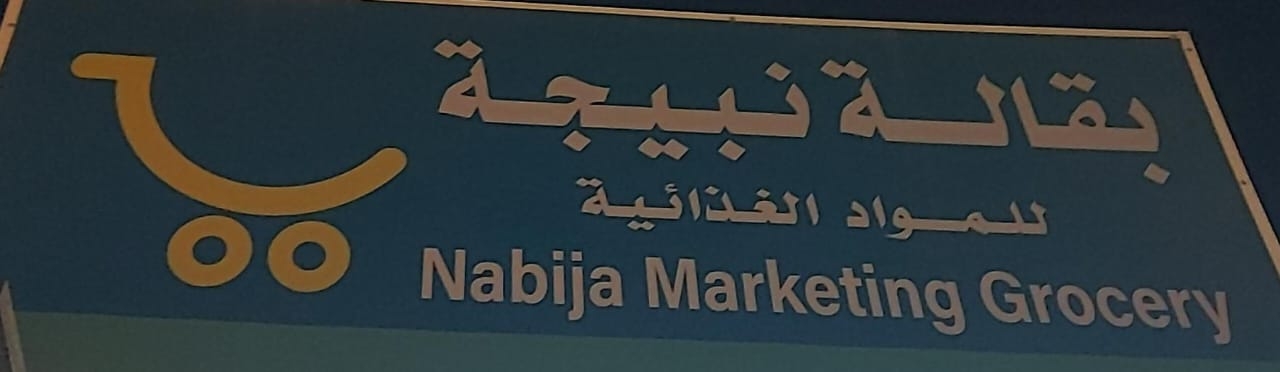 بقالة نبيجة
للمواد الغذائية
Nabija Marketing Grocery